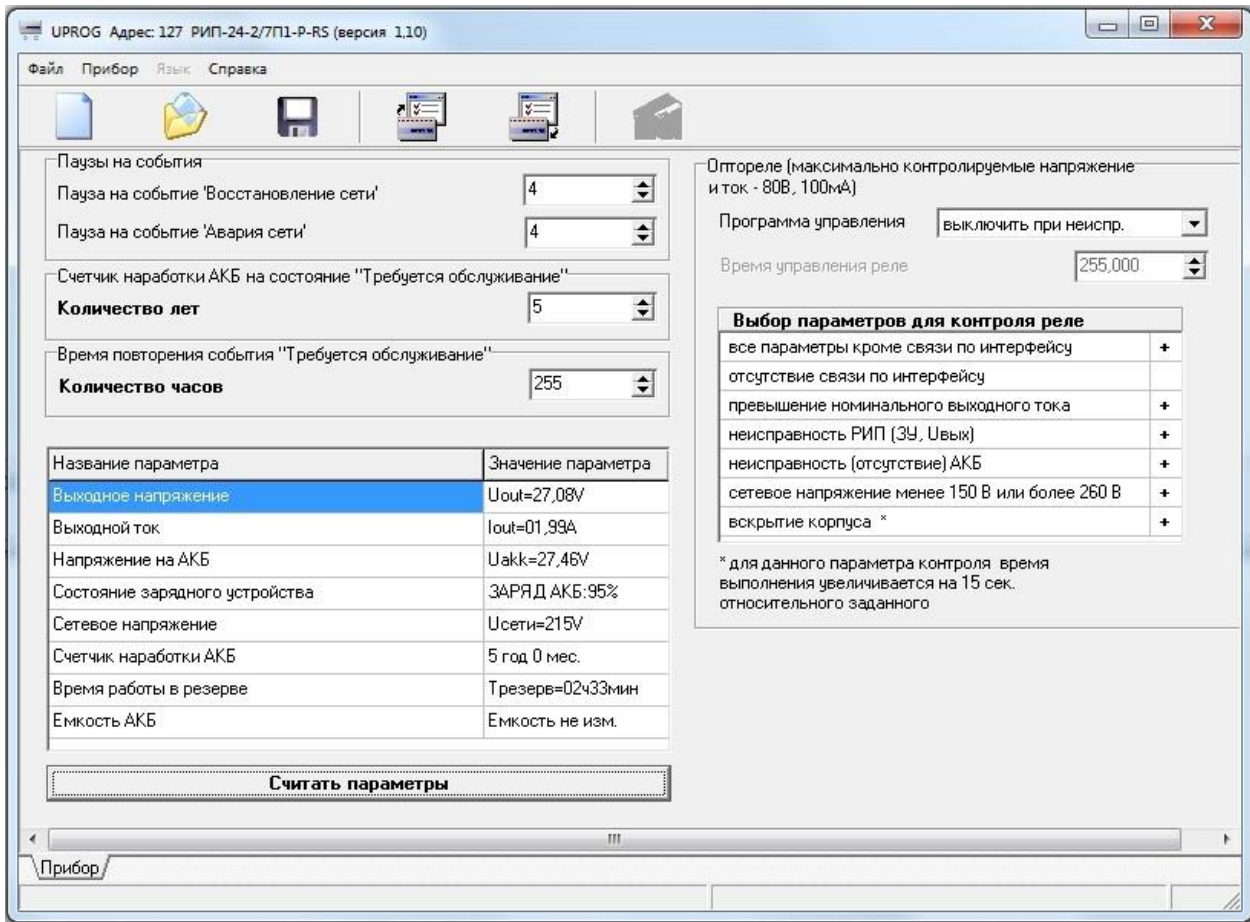 UPROG Адрес: 127 РИП-24-2/7П1-Р-RS (версия 1,10)
Файл Прибор Язык Справка
Паузы на события
Пауза на событие 'Восстановление сети' 4
Пауза на событие 'Авария сети' 4
Счетчик наработки АКБ на состояние "Требуется обслуживание"
Количество лет 5
Время повторения события "Требуется обслуживание"
Количество часов 255
Название параметра Значение параметра
Выходное напряжение Uout=27,08V
Выходной ток Iout=01,99A
Напряжение на АКБ Uakk=27,46V
Состояние зарядного устройства ЗАРЯД АКБ:95%
Сетевое напряжение Uсети=215V
Счетчик наработки АКБ 5 год 0 мес.
Время работы в резерве Трезерв=02ч33мин
Емкость АКБ Емкость не изм.
Считать параметры
Оптореле (максимально контролируемые напряжение
и ток - 80В, 100мА)
Программа управления выключить при неиспр.
Время управления реле 255,000
Выбор параметров для контроля реле
все параметры кроме связи по интерфейсу +
отсутствие связи по интерфейсу
превышение номинального выходного тока +
неисправность РИП (ЗУ, Uвых) +
неисправность (отсутствие) АКБ +
сетевое напряжение менее 150 В или более 260 В +
вскрытие корпуса * +
* для данного параметра контроля время
выполнения увеличивается на 15 сек.
относительного заданного
Прибор